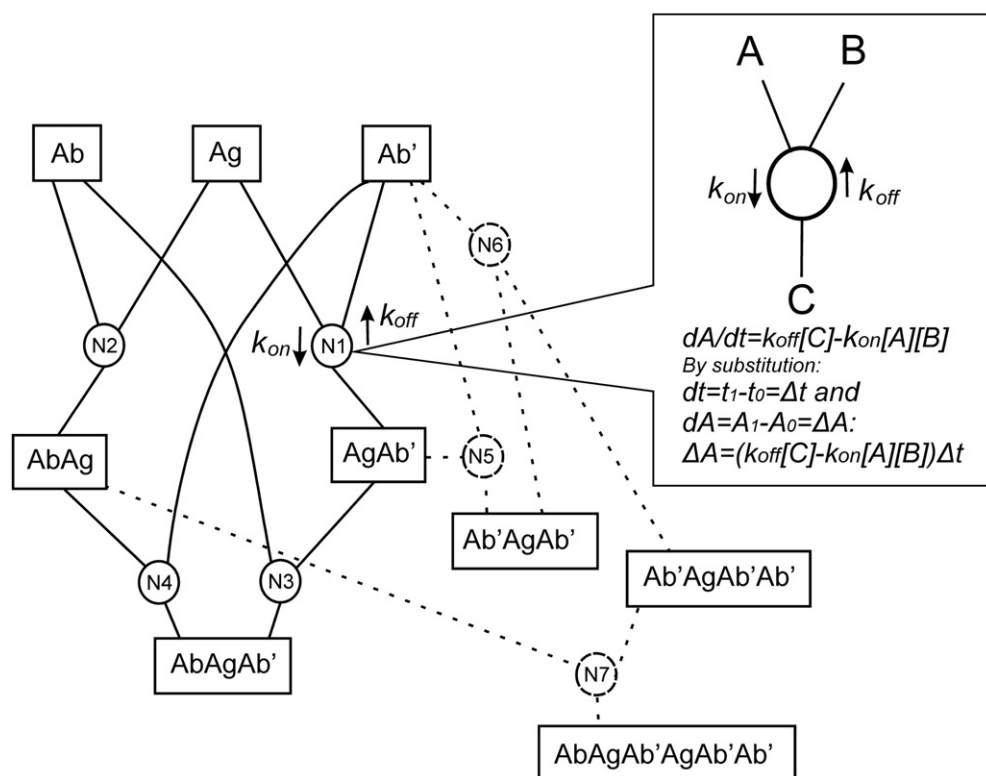 A B
Ab Ag Ab'
kon koff
N6
C
N2 kon N1 koff
dA/dt=koff[C]-kon[A][B]
By substitution:
dt=t1-t0=Δt and
dA=A1-A0=ΔA:
ΔA=(koff[C]-kon[A][B])Δt
AbAg AgAb' N5
Ab'AgAb'
N4 N3 Ab'AgAb'Ab'
AbAgAb'
N7
AbAgAb'AgAb'Ab'